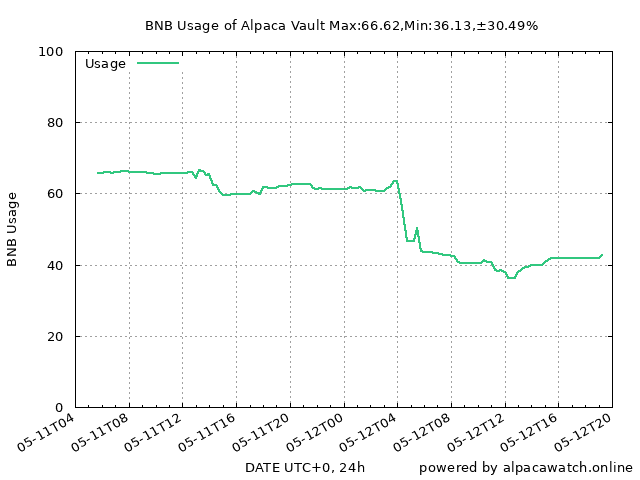 BNB Usage of Alpaca Vault Max:66.62,Min:36.13,±30.49%
Usage
BNB Usage
100
80
60
40
20
0
05-11T04
05-11T08
05-11T12
05-11T16
05-11T20
05-12T00
05-12T04
05-12T08
05-12T12
05-12T16
05-12T20
DATE UTC+0, 24h
powered by alpacawatch.online